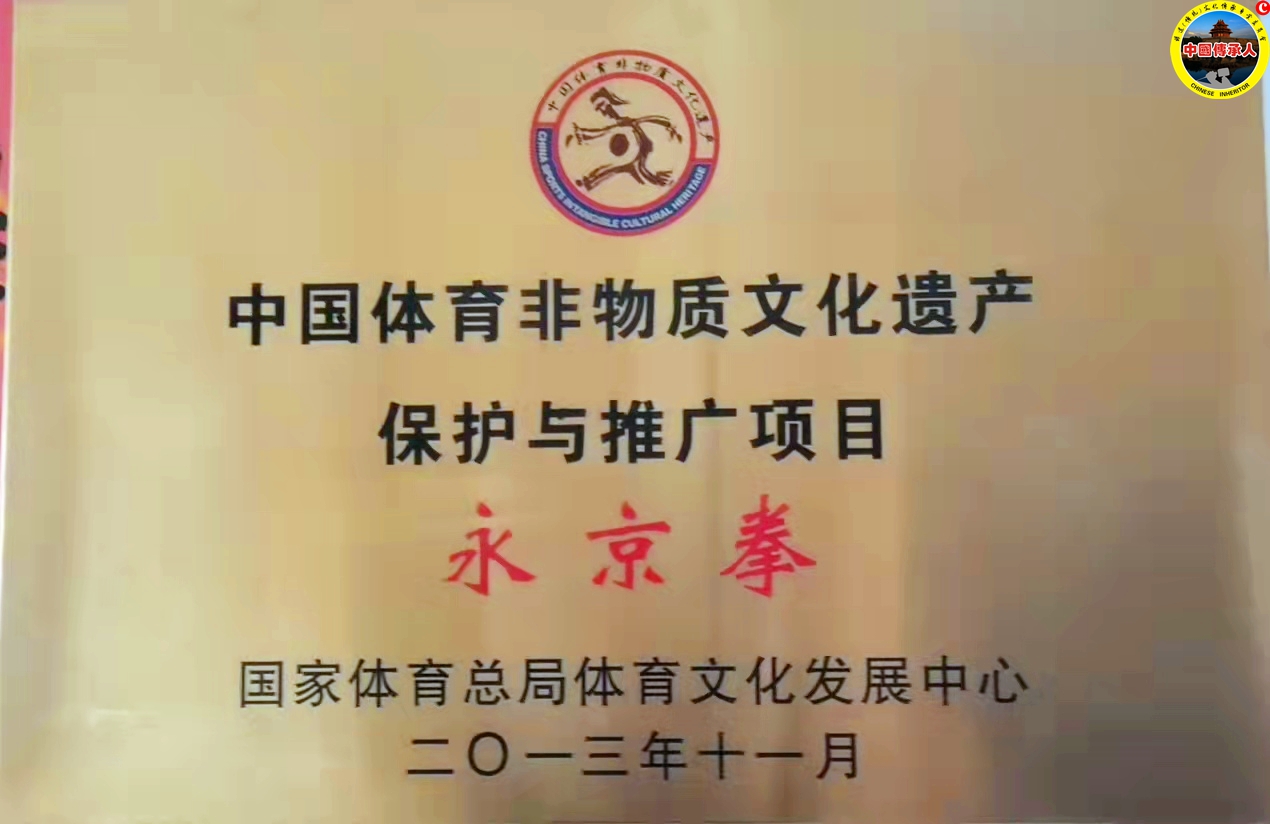 中國傳承人
CHINESE INHERITOR
中国体育非物质文化遗产
CHINA SPORTS INTANGIBLE CULTURAL HERITAGE
中国体育非物质文化遗产
保护与推广项目
永京拳
国家体育总局体育文化发展中心
二〇一三年十一月